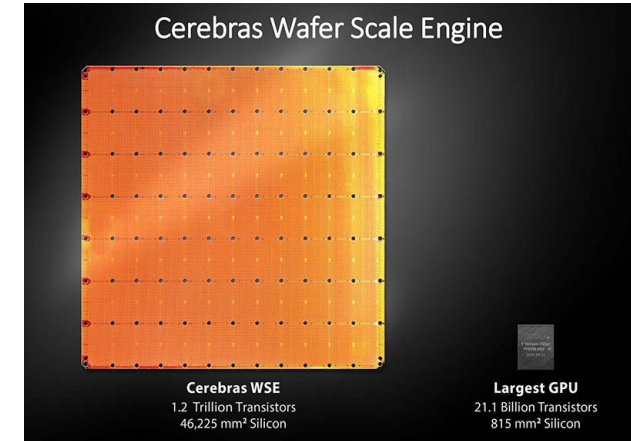 Cerebras Wafer Scale Engine
Cerebras WSE
1.2 Trillion Transistors
46,225 mm² Silicon
Largest GPU
21.1 Billion Transistors
815 mm² Silicon